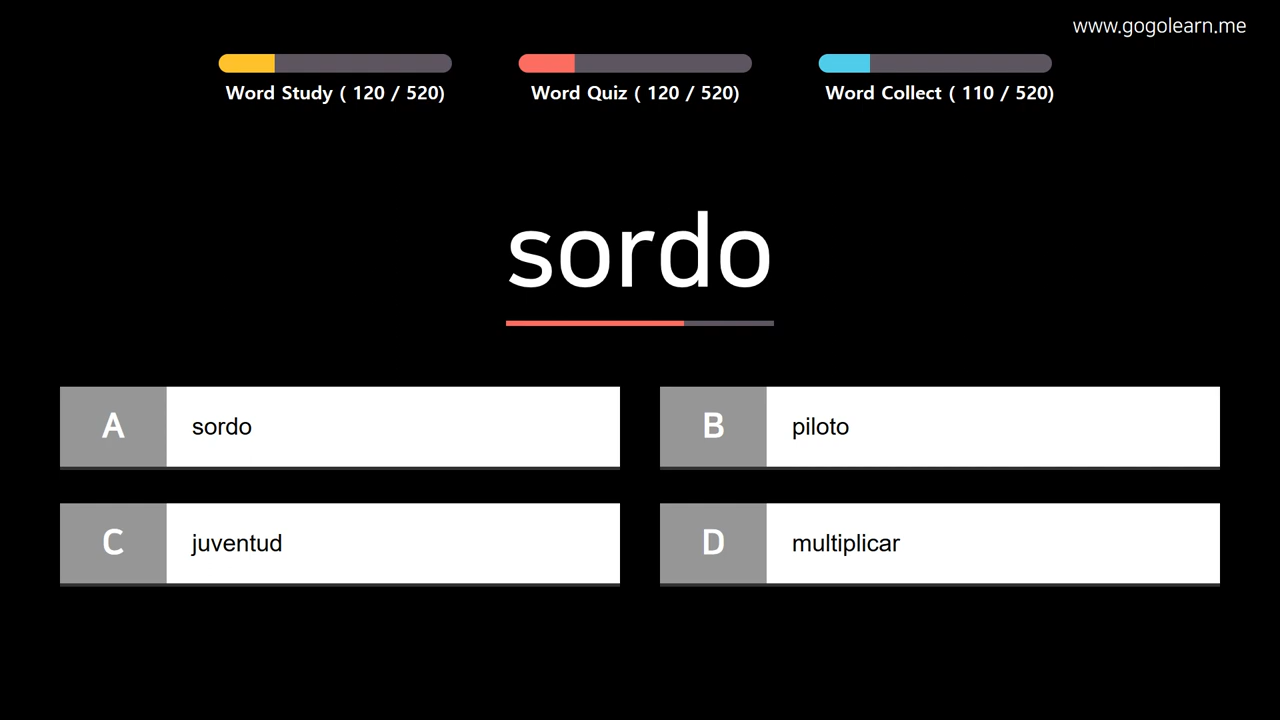 www.gogolearn.me
Word Study ( 120 / 520)
Word Quiz ( 120 / 520)
Word Collect ( 110 / 520)
sordo
A sordo
B piloto
C juventud
D multiplicar